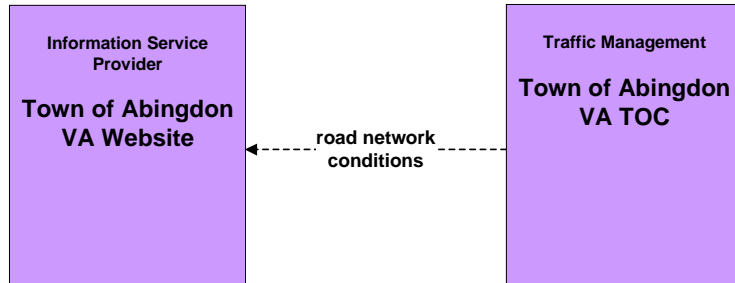 Information Service
Provider
Town of Abingdon
VA Website
road network
conditions
Traffic Management
Town of Abingdon
VA TOC